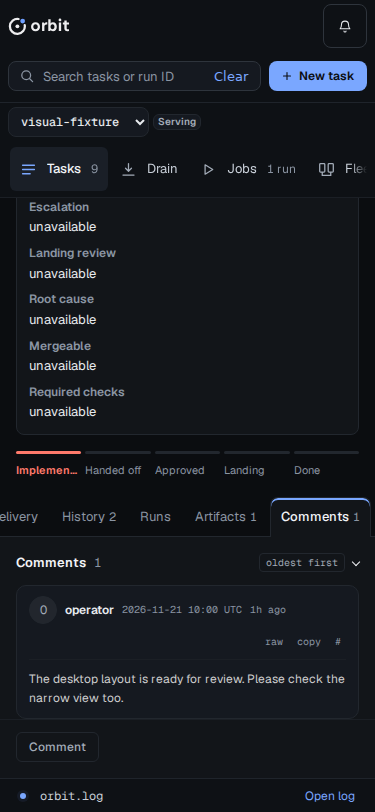 orbit
Search tasks or run ID
Clear
+ New task
visual-fixture
Serving
Tasks 9
Drain
Jobs 1 run
Flee
Escalation
unavailable
Landing review
unavailable
Root cause
unavailable
Mergeable
unavailable
Required checks
unavailable
Implemen…
Handed off
Approved
Landing
Done
elivery
History 2
Runs
Artifacts 1
Comments 1
Comments 1
oldest first
O operator 2026-11-21 10:00 UTC 1h ago
raw copy #
The desktop layout is ready for review. Please check the
narrow view too.
Comment
orbit.log
Open log